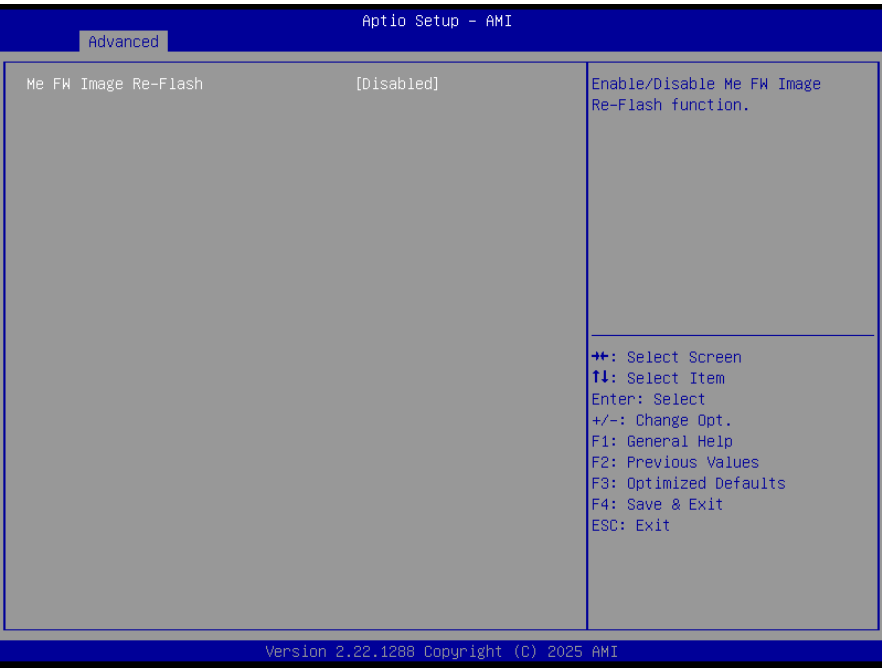 Aptio Setup – AMI
Advanced
Me FW Image Re-Flash [Disabled]
Enable/Disable Me FW Image
Re-Flash function.
→←: Select Screen
↑↓: Select Item
Enter: Select
+/-: Change Opt.
F1: General Help
F2: Previous Values
F3: Optimized Defaults
F4: Save & Exit
ESC: Exit
Version 2.22.1288 Copyright (C) 2025 AMI